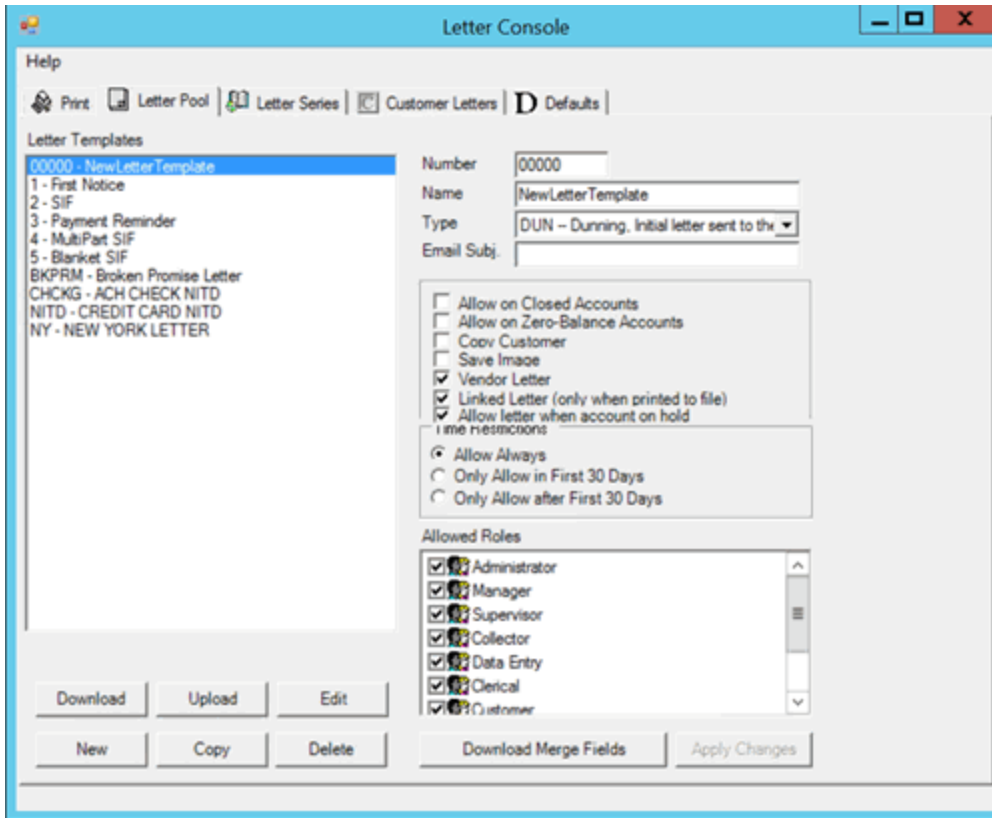 Letter Console
Help
Print Letter Pool Letter Series Customer Letters D Defaults
Letter Templates
00000 - NewLetterTemplate
1 - First Notice
2 - SIF
3 - Payment Reminder
4 - MultiPart SIF
5 - Blanket SIF
BKPRM - Broken Promise Letter
CHCKG - ACH CHECK NITD
NITD - CREDIT CARD NITD
NY - NEW YORK LETTER
Download Upload Edit
New Copy Delete
Number 00000
Name NewLetterTemplate
Type DUN -- Dunning, Initial letter sent to the
Email Subj.
Allow on Closed Accounts
Allow on Zero-Balance Accounts
Copy Customer
Save Image
Vendor Letter
Linked Letter (only when printed to file)
Allow letter when account on hold
Time Restrictions
Allow Always
Only Allow in First 30 Days
Only Allow after First 30 Days
Allowed Roles
Administrator
Manager
Supervisor
Collector
Data Entry
Clerical
Customer
Download Merge Fields Apply Changes